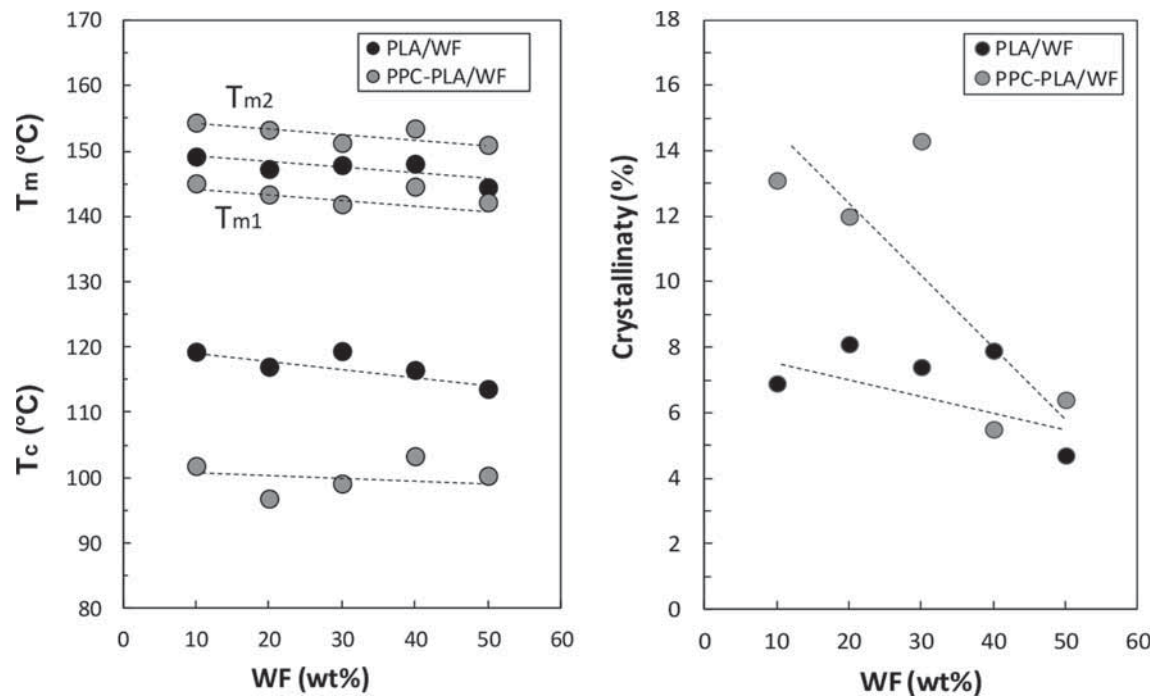 170
160
150
140
130
120
110
100
90
80
Tm (°C)
Tc (°C)
PLA/WF
PPC-PLA/WF
Tm2
Tm1
0 10 20 30 40 50 60
WF (wt%)
18
16
14
12
10
8
6
4
2
0
Crystallinaty (%)
PLA/WF
PPC-PLA/WF
0 10 20 30 40 50 60
WF (wt%)